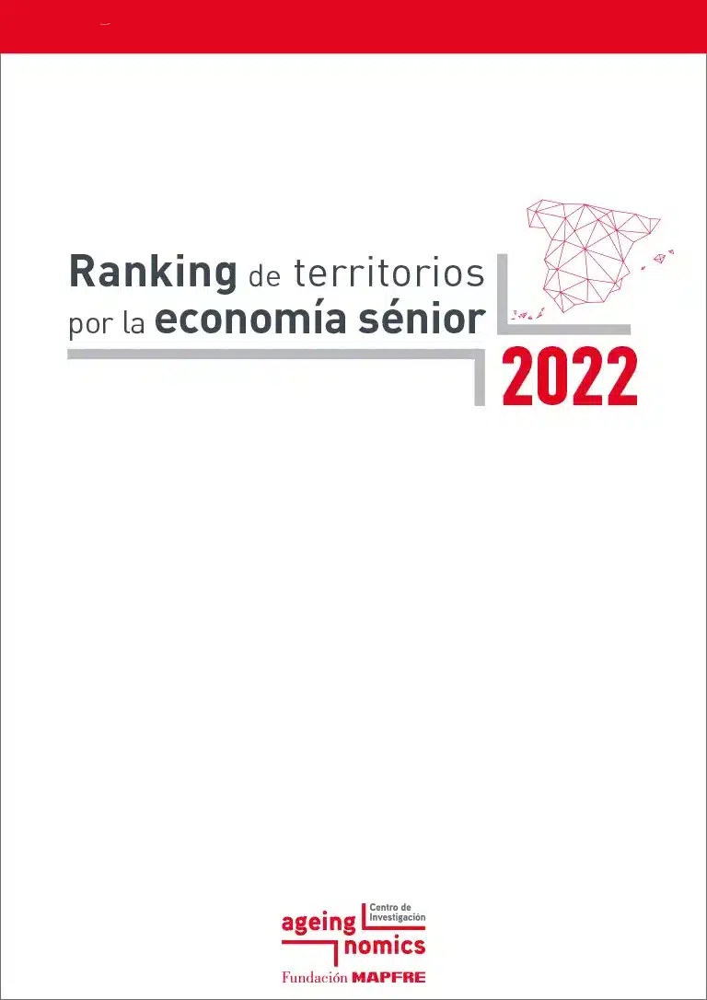 Ranking de territorios
por la economía sénior
2022
Centro de
Investigación
ageing
nomics
Fundación MAPFRE